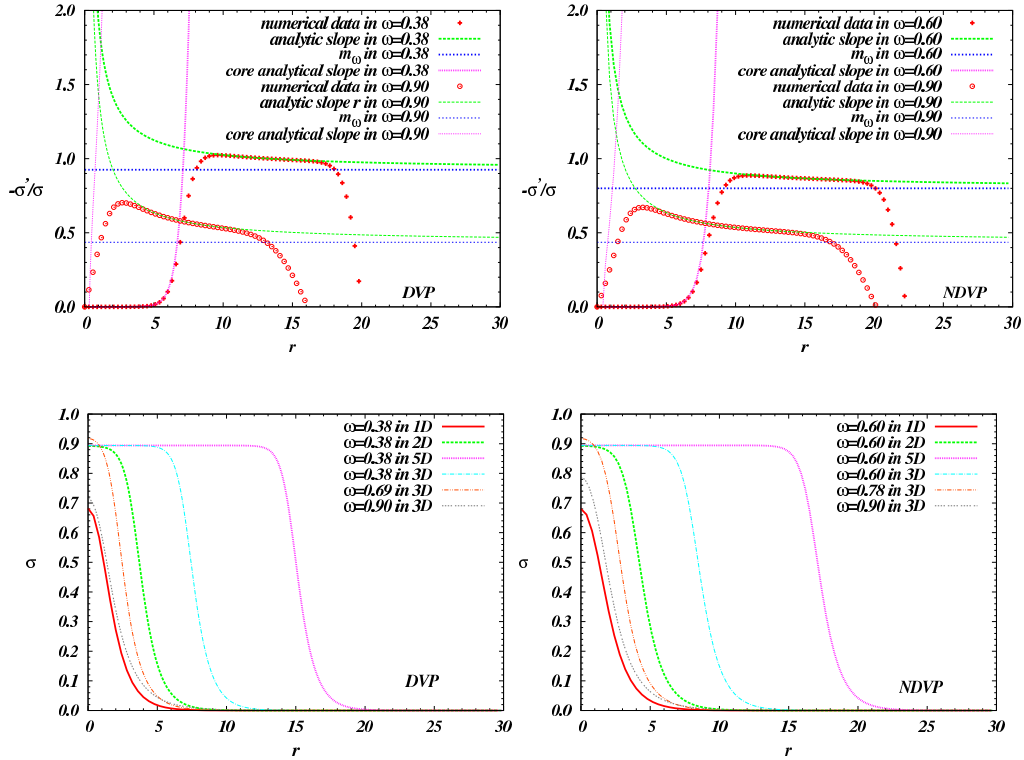 2.0
1.5
1.0
0.5
0.0
-σ'/σ
0 5 10 15 20 25 30
r
numerical data in ω=0.38
analytic slope in ω=0.38
mω in ω=0.38
core analytical slope in ω=0.38
numerical data in ω=0.90
analytic slope r in ω=0.90
mω in ω=0.90
core analytical slope in ω=0.90
DVP
2.0
1.5
1.0
0.5
0.0
-σ'/σ
0 5 10 15 20 25 30
r
numerical data in ω=0.60
analytic slope in ω=0.60
mω in ω=0.60
core analytical slope in ω=0.60
numerical data in ω=0.90
analytic slope in ω=0.90
mω in ω=0.90
core analytical slope in ω=0.90
NDVP
1.0
0.9
0.8
0.7
0.6
0.5
0.4
0.3
0.2
0.1
0.0
σ
0 5 10 15 20 25 30
r
ω=0.38 in 1D
ω=0.38 in 2D
ω=0.38 in 5D
ω=0.38 in 3D
ω=0.69 in 3D
ω=0.90 in 3D
DVP
1.0
0.9
0.8
0.7
0.6
0.5
0.4
0.3
0.2
0.1
0.0
σ
0 5 10 15 20 25 30
r
ω=0.60 in 1D
ω=0.60 in 2D
ω=0.60 in 5D
ω=0.60 in 3D
ω=0.78 in 3D
ω=0.90 in 3D
NDVP